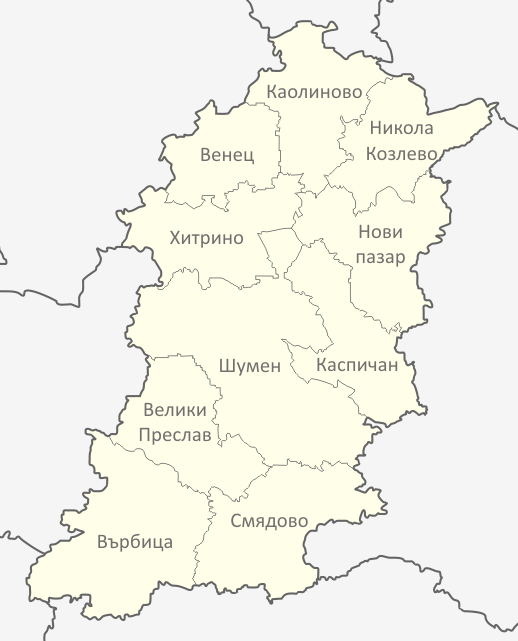 Каолиново
Никола
Козлево
Венец
Хитрино
Нови
пазар
Шумен
Каспичан
Велики
Преслав
Смядово
Върбица